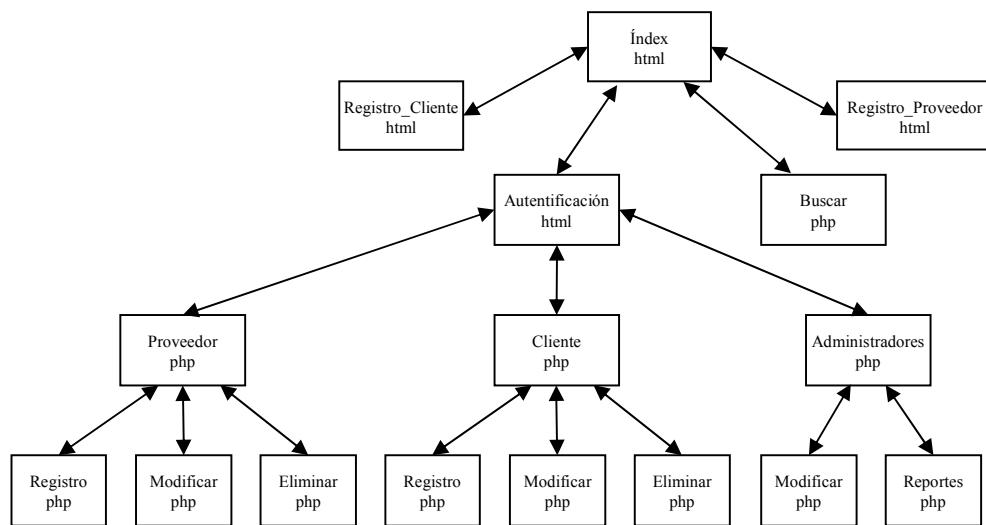 Índex
html
Registro_Cliente
html
Registro_Proveedor
html
Autentificación
html
Buscar
php
Proveedor
php
Cliente
php
Administradores
php
Registro
php
Modificar
php
Eliminar
php
Registro
php
Modificar
php
Eliminar
php
Modificar
php
Reportes
php